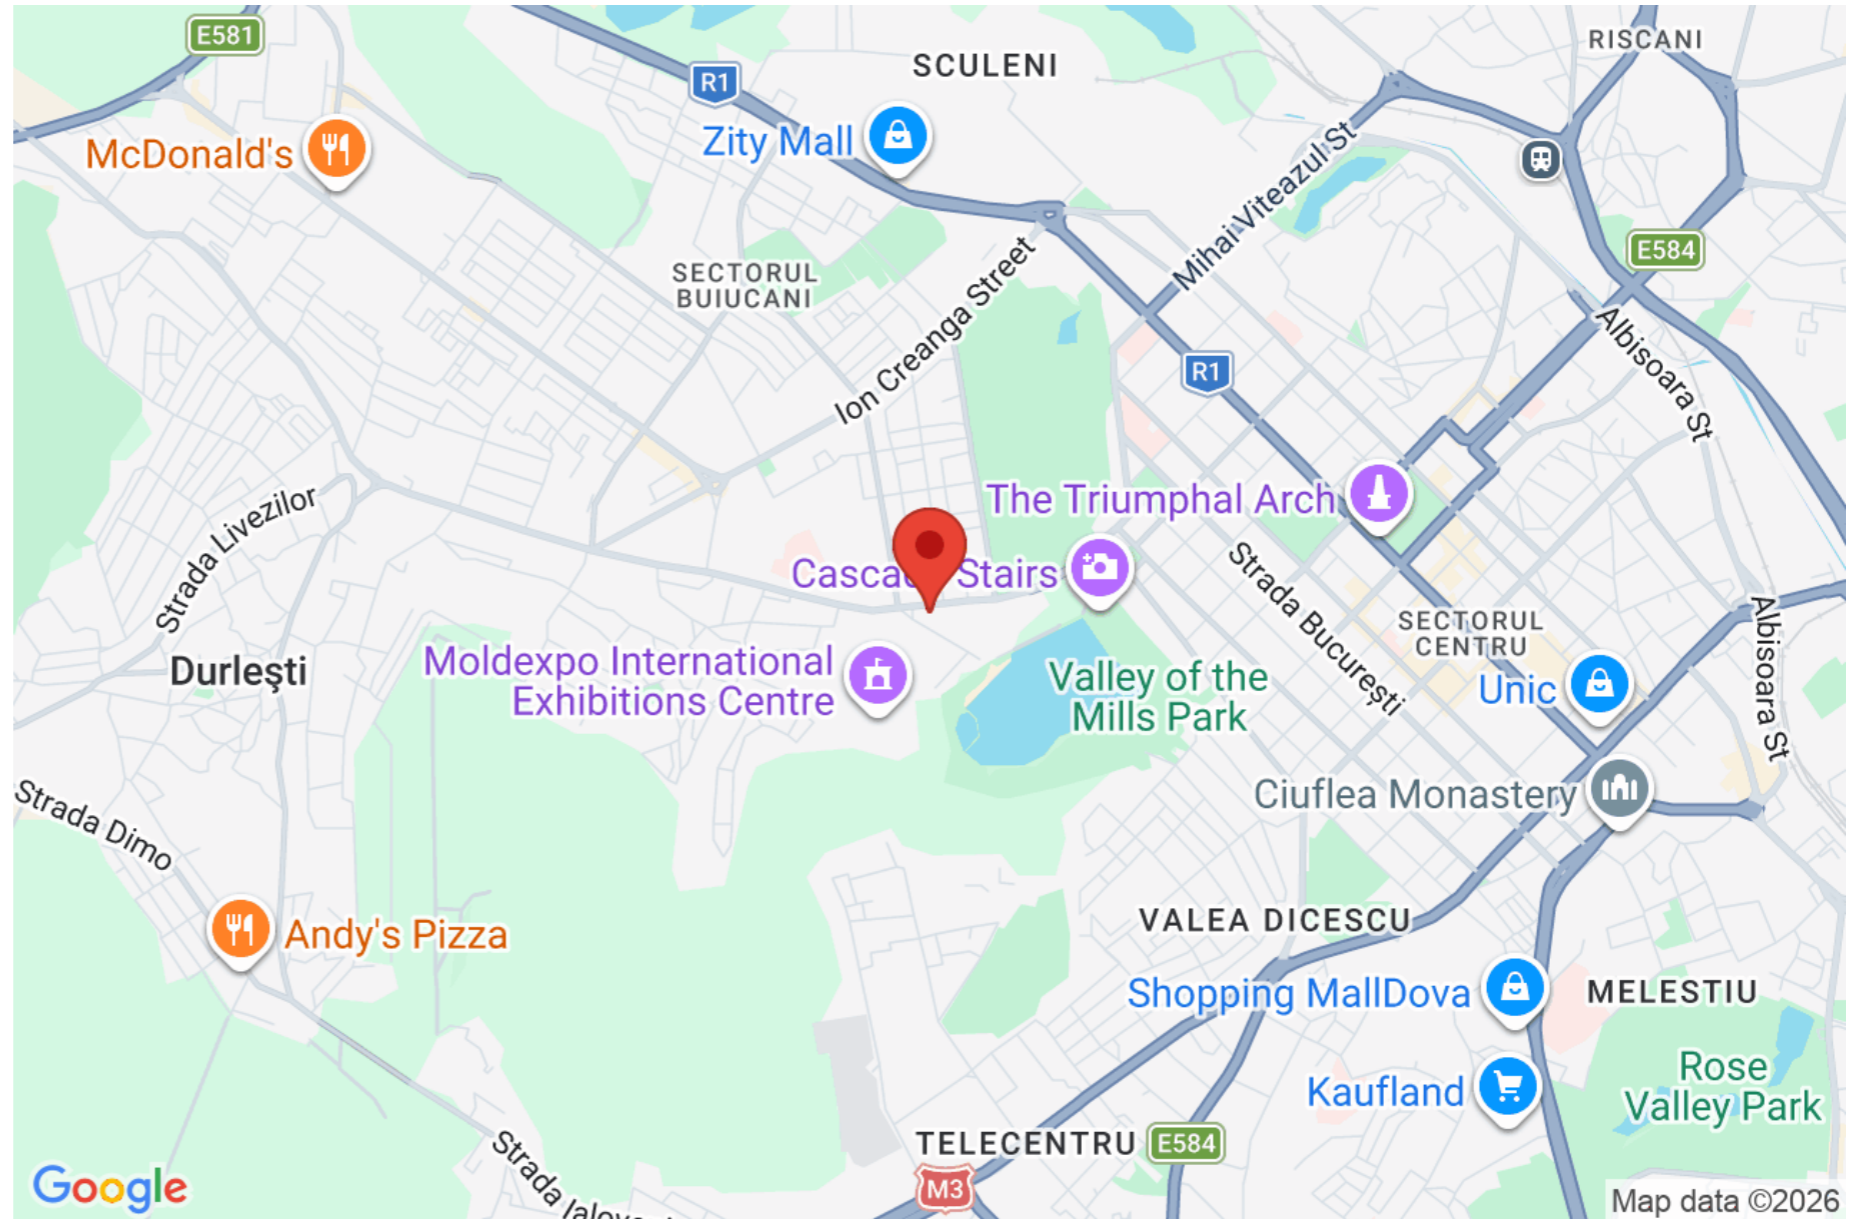 E581
RISCANI
SCULENI
R1
Zity Mall
McDonald's
Mihai Viteazul St
E584
SECTORUL
BUIUCANI
Ion Creanga Street
Albisoara St
R1
The Triumphal Arch
Strada Livezilor
Stairs
Strada București
SECTORUL
CENTRU
Albisoara St
Durleşti
Moldexpo International
Exhibitions Centre
Valley of the
Mills Park
Unic
Strada Dimo
Ciuflea Monastery
Andy's Pizza
VALEA DICESCU
Shopping MallDova
MELESTIU
Rose
Valley Park
Kaufland
TELECENTRU
E584
Strada
M3
Google
Map data ©2026